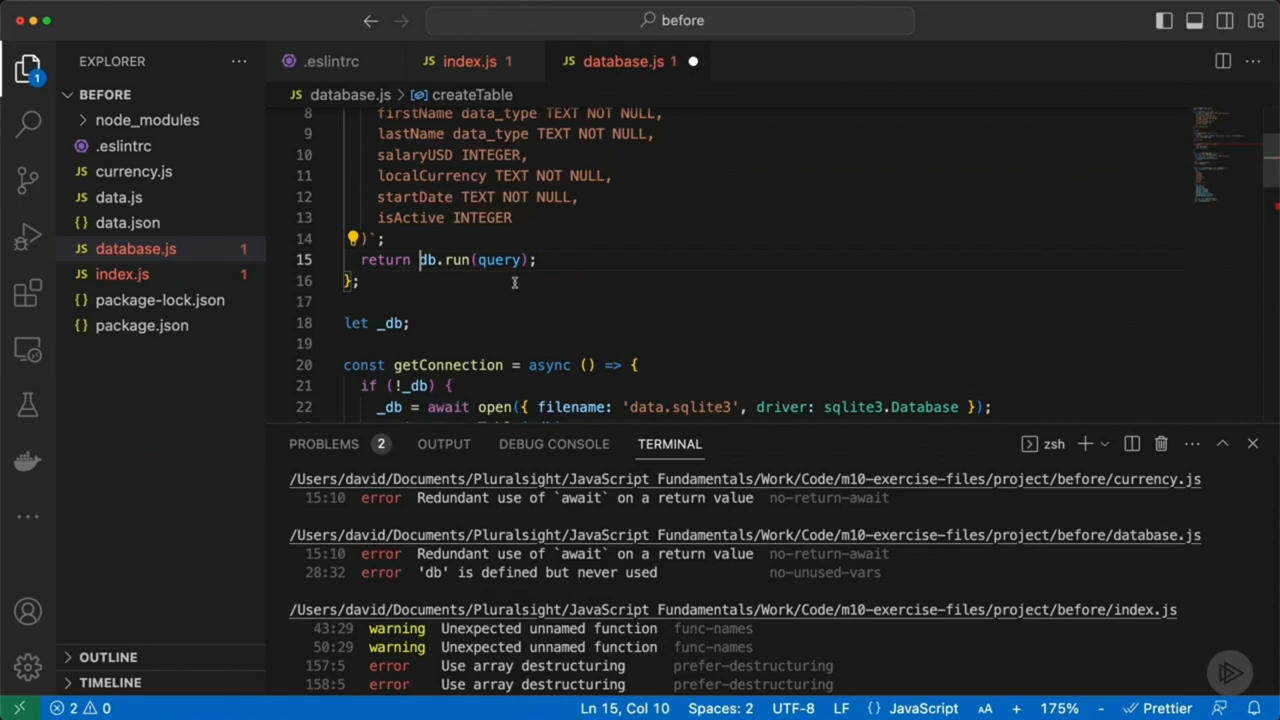 before
EXPLORER
.eslintrc
JS index.js 1
JS database.js 1
BEFORE
JS database.js > createTable
node_modules
.eslintrc
JS currency.js
JS data.js
{} data.json
JS database.js 1
JS index.js 1
{} package-lock.json
{} package.json
1
8 firstName data_type TEXT NOT NULL,
9 lastName data_type TEXT NOT NULL,
10 salaryUSD INTEGER,
11 localCurrency TEXT NOT NULL,
12 startDate TEXT NOT NULL,
13 isActive INTEGER
14 )`;
15 return db.run(query);
16 };
17
18 let _db;
19
20 const getConnection = async () => {
21 if (!_db) {
22 _db = await open({ filename: 'data.sqlite3', driver: sqlite3.Database });
PROBLEMS 2 OUTPUT DEBUG CONSOLE TERMINAL zsh
/Users/david/Documents/Pluralsight/JavaScript Fundamentals/Work/Code/m10-exercise-files/project/before/currency.js
15:10 error Redundant use of `await` on a return value no-return-await
/Users/david/Documents/Pluralsight/JavaScript Fundamentals/Work/Code/m10-exercise-files/project/before/database.js
15:10 error Redundant use of `await` on a return value no-return-await
28:32 error 'db' is defined but never used no-unused-vars
/Users/david/Documents/Pluralsight/JavaScript Fundamentals/Work/Code/m10-exercise-files/project/before/index.js
43:29 warning Unexpected unnamed function func-names
50:29 warning Unexpected unnamed function func-names
157:5 error Use array destructuring prefer-destructuring
158:5 error Use array destructuring prefer-destructuring
OUTLINE
TIMELINE
2 0 Ln 15, Col 10 Spaces: 2 UTF-8 LF {} JavaScript AA + 175% - Prettier